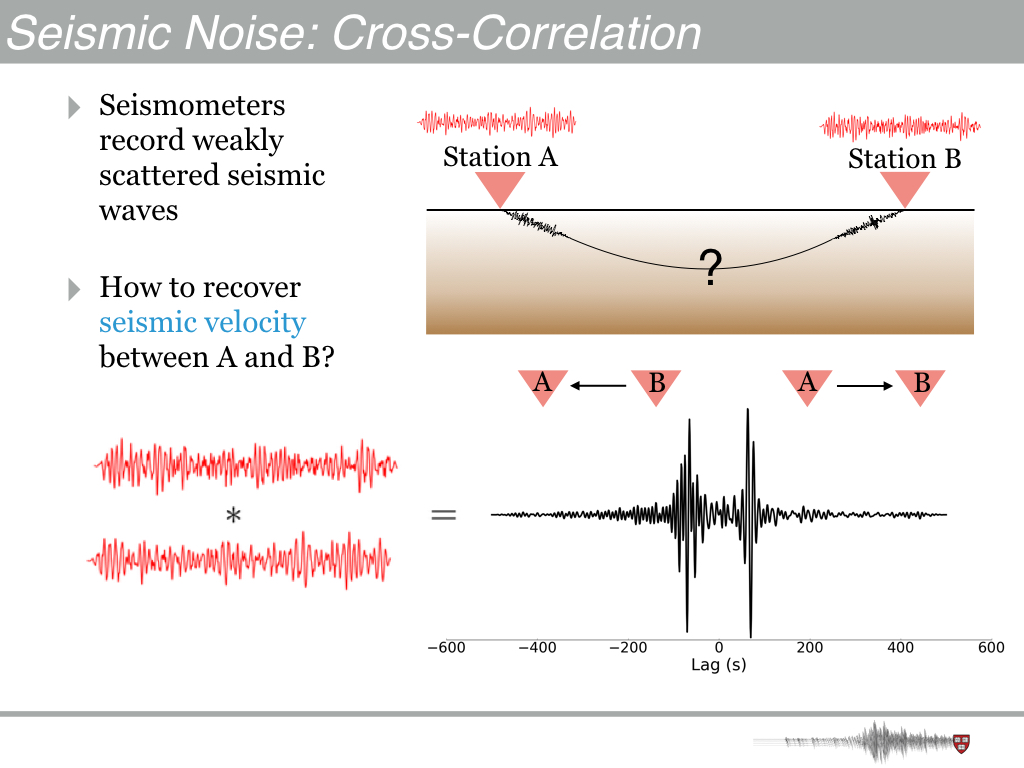 Seismic Noise: Cross-Correlation
Seismometers
record weakly
scattered seismic
waves
How to recover
seismic velocity
between A and B?
Station A
Station B
?
A
B
A
B
*
=
−600
−400
−200
0
200
400
600
Lag (s)